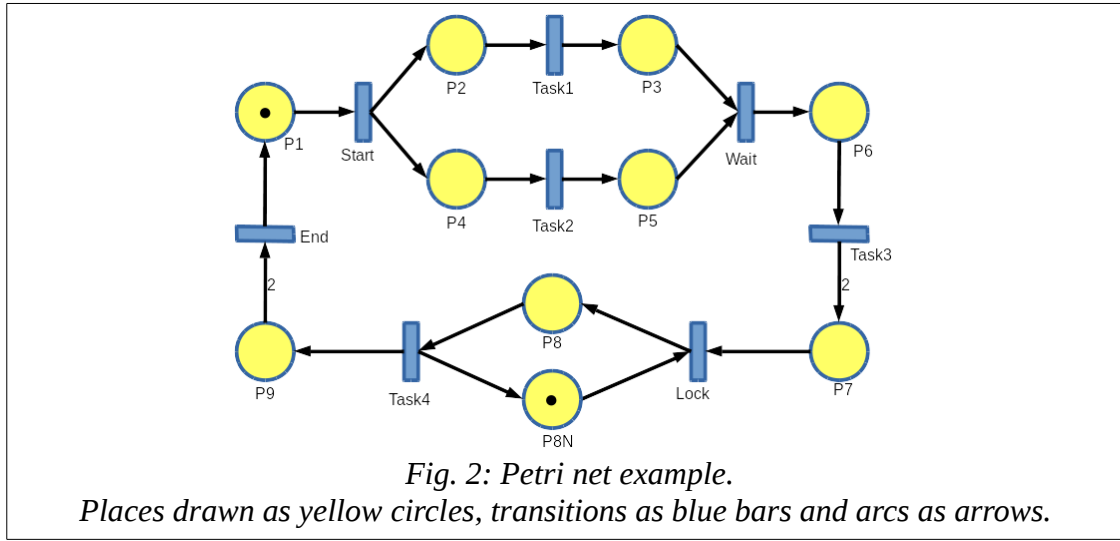 P2
Task1
P3
P1
Start
Wait
P6
P4
Task2
P5
End
Task3
2
2
P8
P9
Task4
Lock
P7
P8N
Fig. 2: Petri net example.
Places drawn as yellow circles, transitions as blue bars and arcs as arrows.